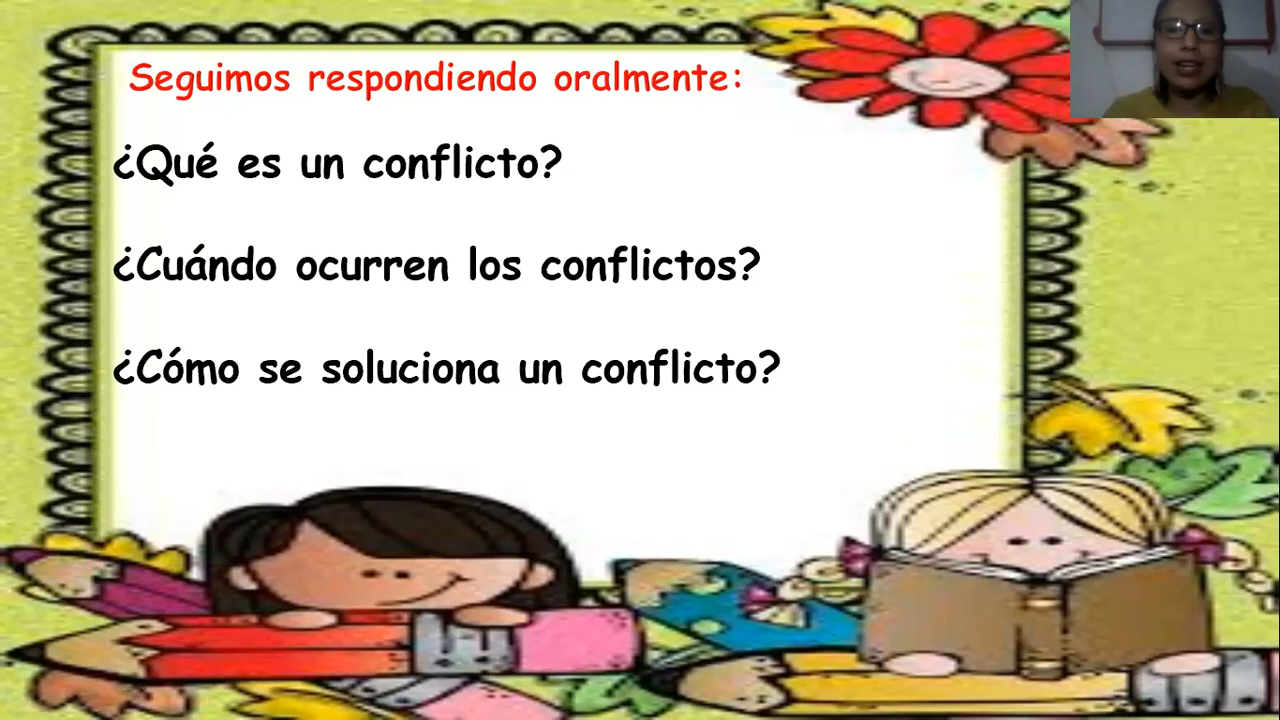 Seguimos respondiendo oralmente:
¿Qué es un conflicto?
¿Cuándo ocurren los conflictos?
¿Cómo se soluciona un conflicto?